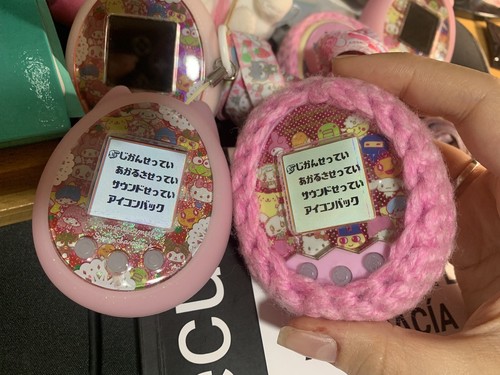 じかんせってい
あかるさせってい
サウンドせってい
アイコンパック
じかんせってい
あかるさせってい
サウンドせってい
アイコンパック
ACÍA